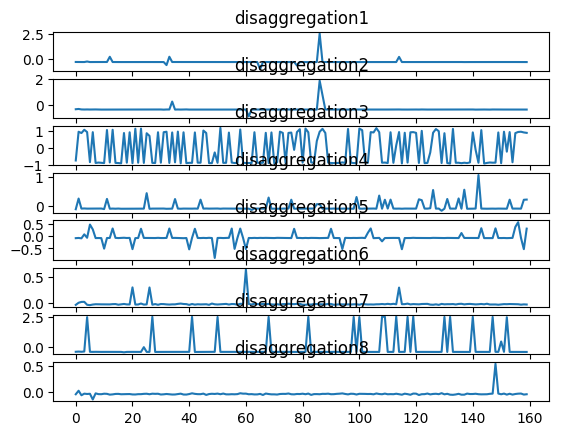 disaggregation1
2.5
0.0
disaggregation2
2
0
disaggregation3
1
0
−1
disaggregation4
1
0
disaggregation5
0.5
0.0
−0.5
disaggregation6
0.5
0.0
disaggregation7
2.5
0.0
disaggregation8
0.5
0.0
0 20 40 60 80 100 120 140 160